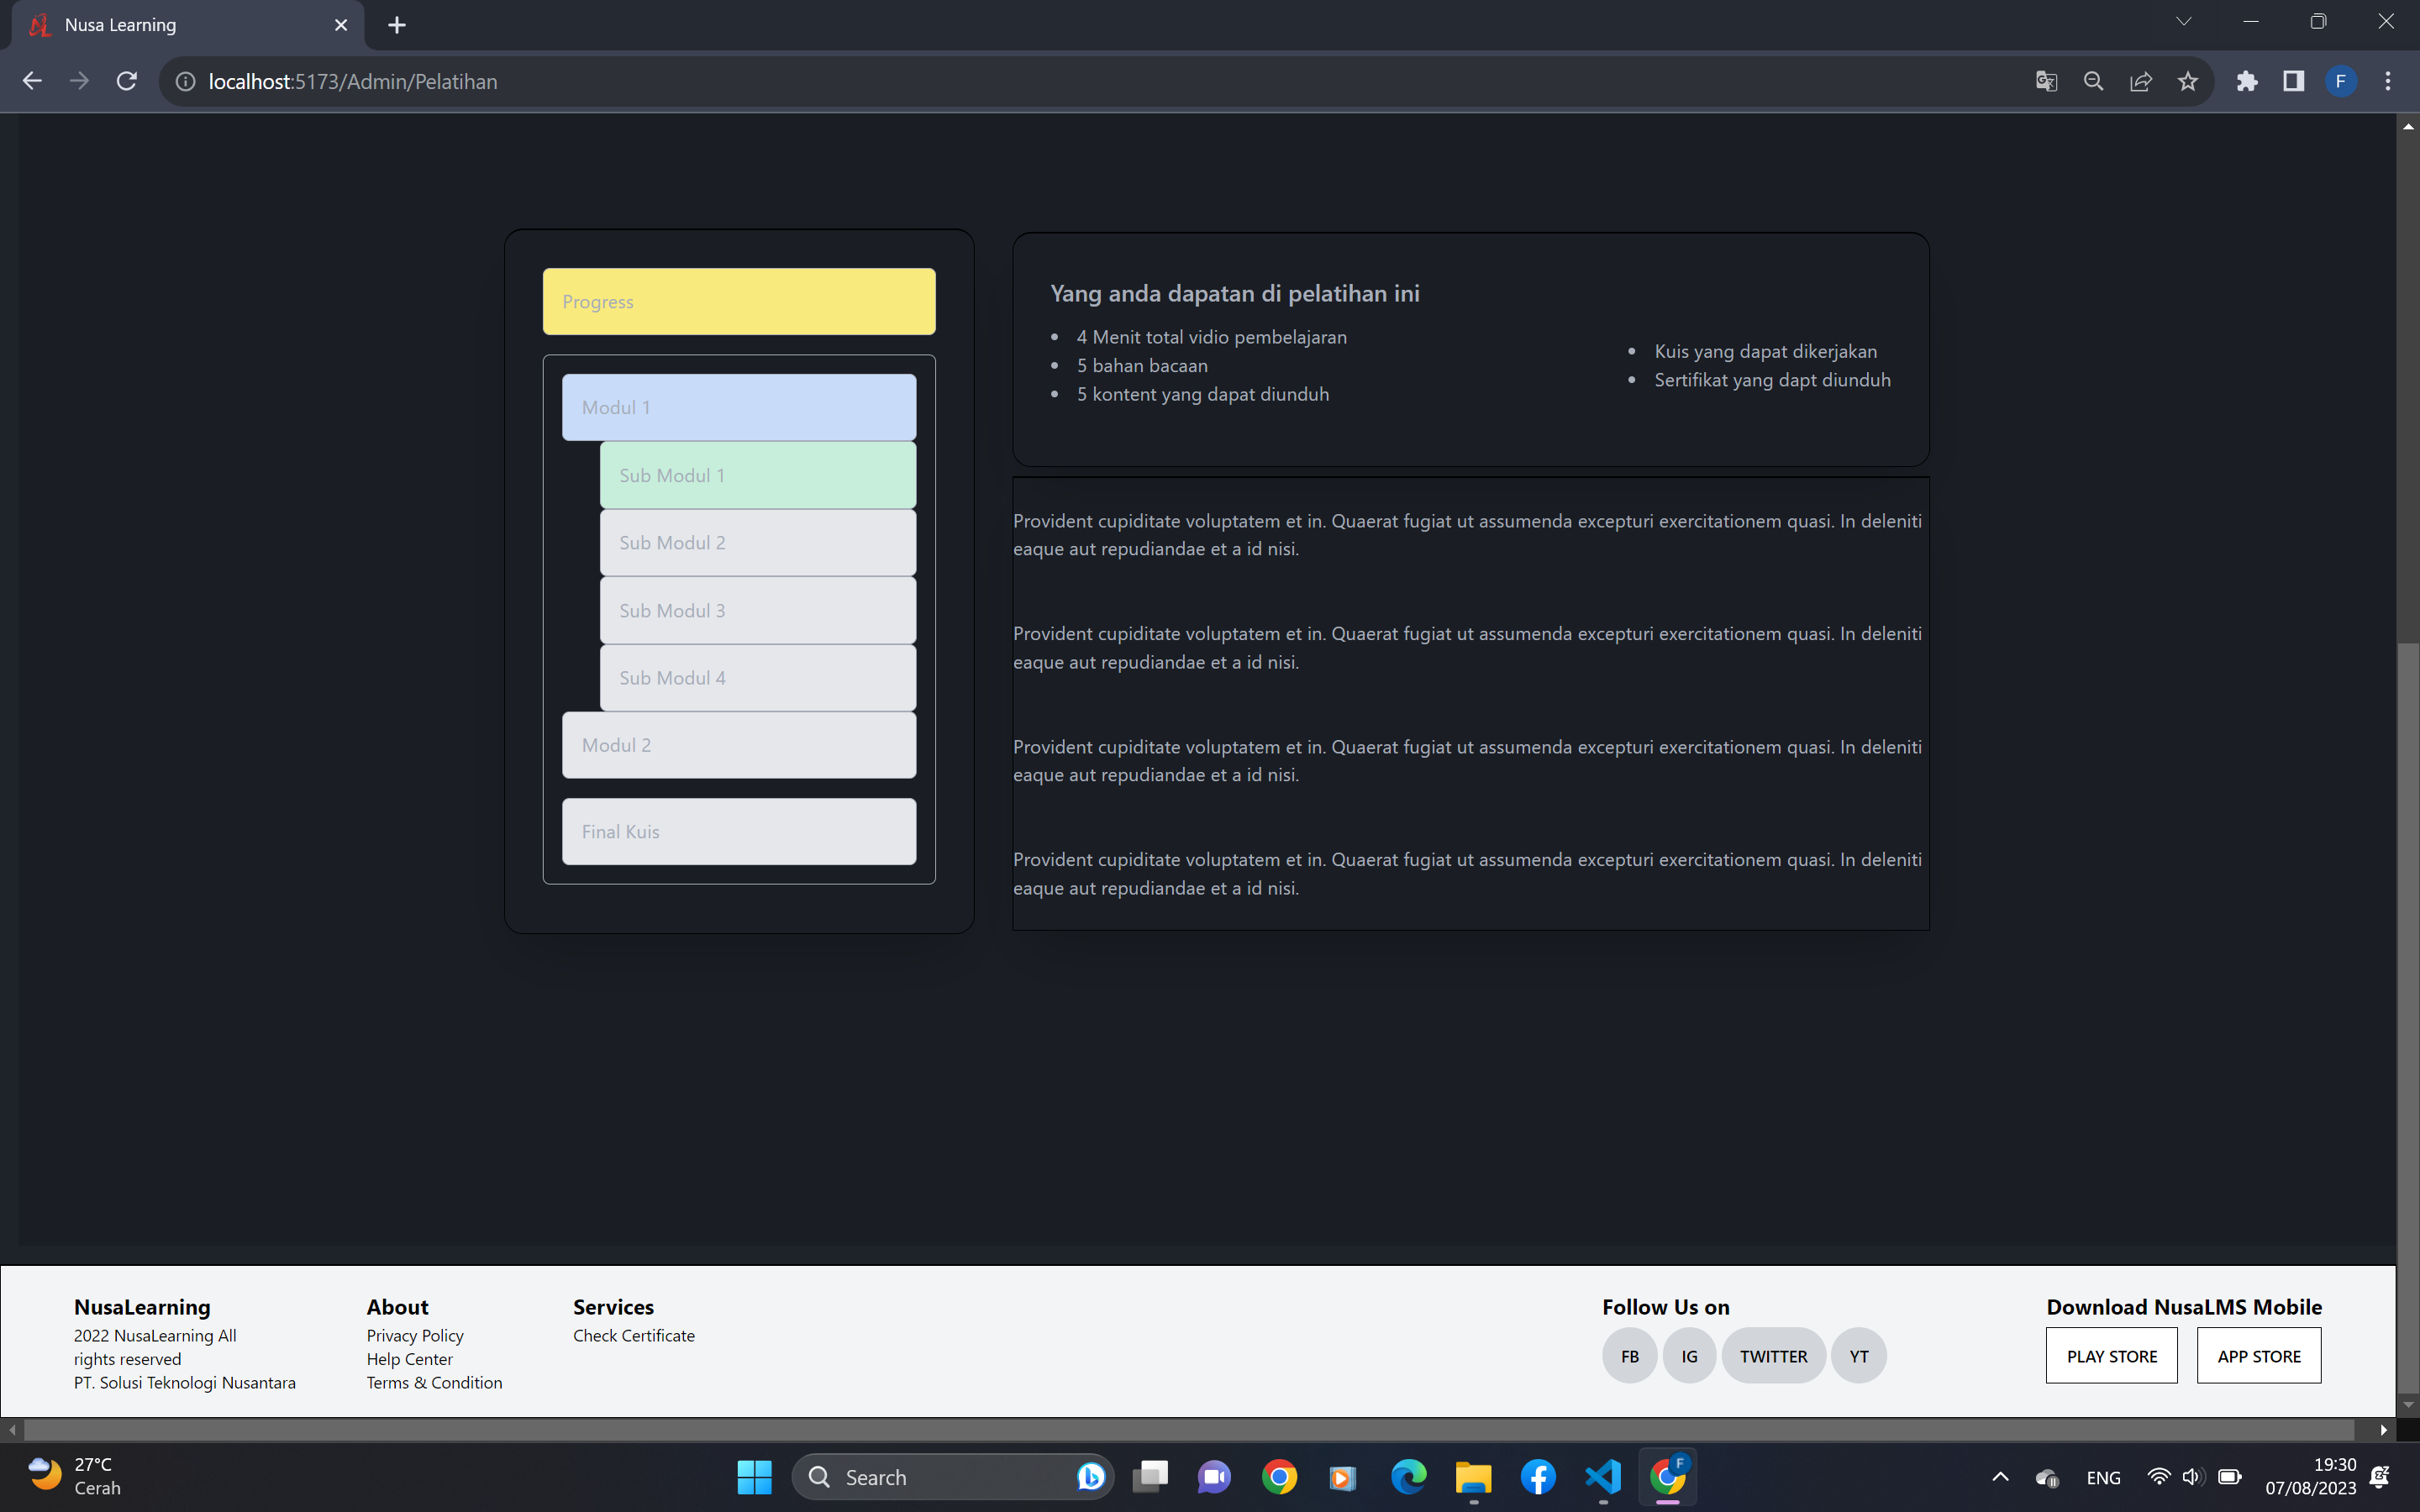 Nusa Learning
localhost:5173/Admin/Pelatihan
F
Progress
Modul 1
Sub Modul 1
Sub Modul 2
Sub Modul 3
Sub Modul 4
Modul 2
Final Kuis
Yang anda dapatan di pelatihan ini
4 Menit total vidio pembelajaran
5 bahan bacaan
5 kontent yang dapat diunduh
Kuis yang dapat dikerjakan
Sertifikat yang dapt diunduh
Provident cupiditate voluptatem et in. Quaerat fugiat ut assumenda excepturi exercitationem quasi. In deleniti
eaque aut repudiandae et a id nisi.
Provident cupiditate voluptatem et in. Quaerat fugiat ut assumenda excepturi exercitationem quasi. In deleniti
eaque aut repudiandae et a id nisi.
Provident cupiditate voluptatem et in. Quaerat fugiat ut assumenda excepturi exercitationem quasi. In deleniti
eaque aut repudiandae et a id nisi.
Provident cupiditate voluptatem et in. Quaerat fugiat ut assumenda excepturi exercitationem quasi. In deleniti
eaque aut repudiandae et a id nisi.
NusaLearning
2022 NusaLearning All
rights reserved
PT. Solusi Teknologi Nusantara
About
Privacy Policy
Help Center
Terms & Condition
Services
Check Certificate
Follow Us on
FB
IG
TWITTER
YT
Download NusaLMS Mobile
PLAY STORE
APP STORE
27°C
Cerah
Search
F
ENG
19:30
07/08/2023